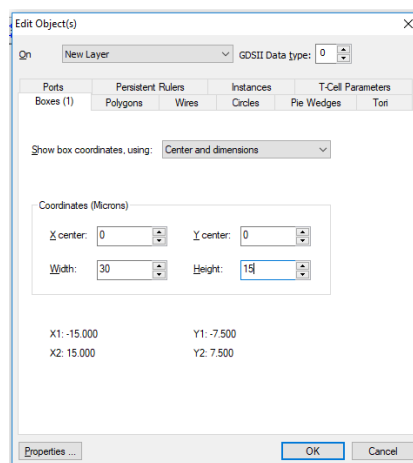 Edit Object(s)
On New Layer GDSII Data type: 0
Ports Persistent Rulers Instances T-Cell Parameters
Boxes (1) Polygons Wires Circles Pie Wedges Tori
Show box coordinates, using: Center and dimensions
Coordinates (Microns)
X center: 0 Y center: 0
Width: 30 Height: 15
X1: -15.000 Y1: -7.500
X2: 15.000 Y2: 7.500
Properties ... OK Cancel